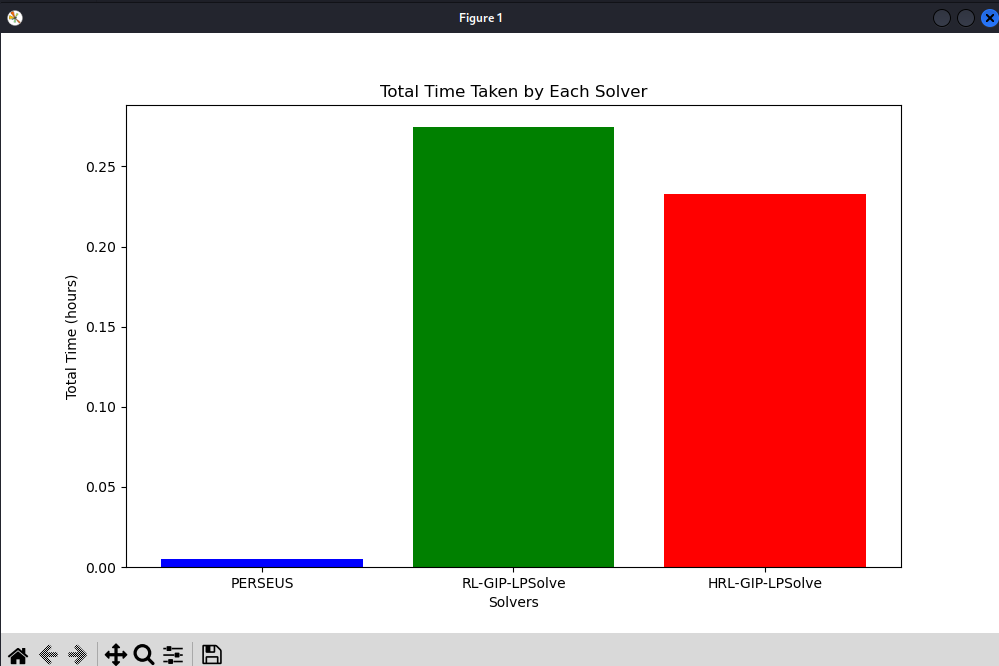 Figure 1
Total Time Taken by Each Solver
0.25
0.20
0.15
0.10
0.05
0.00
Total Time (hours)
PERSEUS RL-GIP-LPSolve HRL-GIP-LPSolve
Solvers